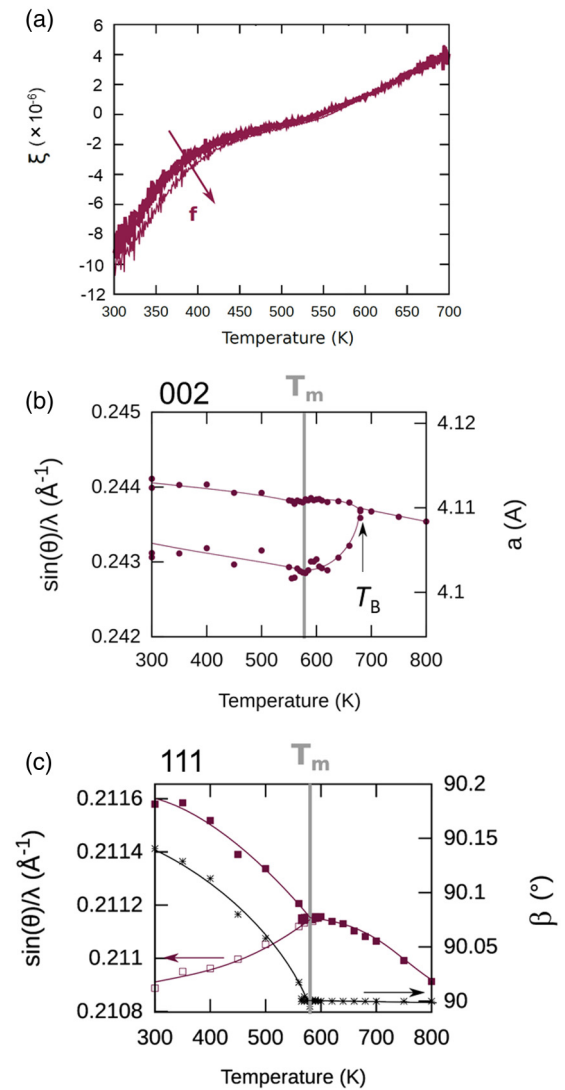 (a)
6
4
2
0
-2
-4
-6
-8
-10
-12
ξ (× 10⁻⁶)
f
300 350 400 450 500 550 600 650 700
Temperature (K)
(b)
002
Tm
0.245
0.244
0.243
0.242
sin(θ)/λ (Å⁻¹)
4.12
4.11
4.1
a (A)
TB
300 400 500 600 700 800
Temperature (K)
(c)
111
Tm
0.2116
0.2114
0.2112
0.211
0.2108
sin(θ)/λ (Å⁻¹)
90.2
90.15
90.1
90.05
90
β (°)
300 400 500 600 700 800
Temperature (K)